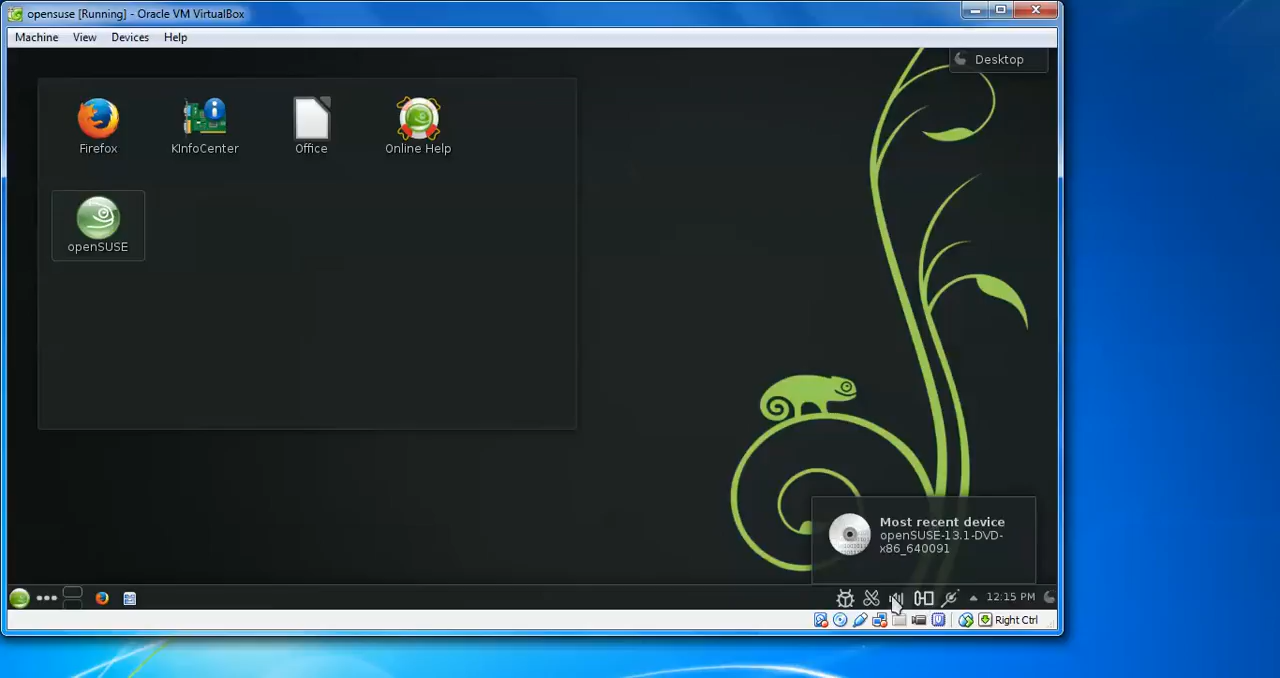 opensuse [Running] - Oracle VM VirtualBox
Machine View Devices Help
Desktop
Firefox KInfoCenter Office Online Help
openSUSE
Most recent device
openSUSE-13.1-DVD-
x86_640091
12:15 PM
Right Ctrl